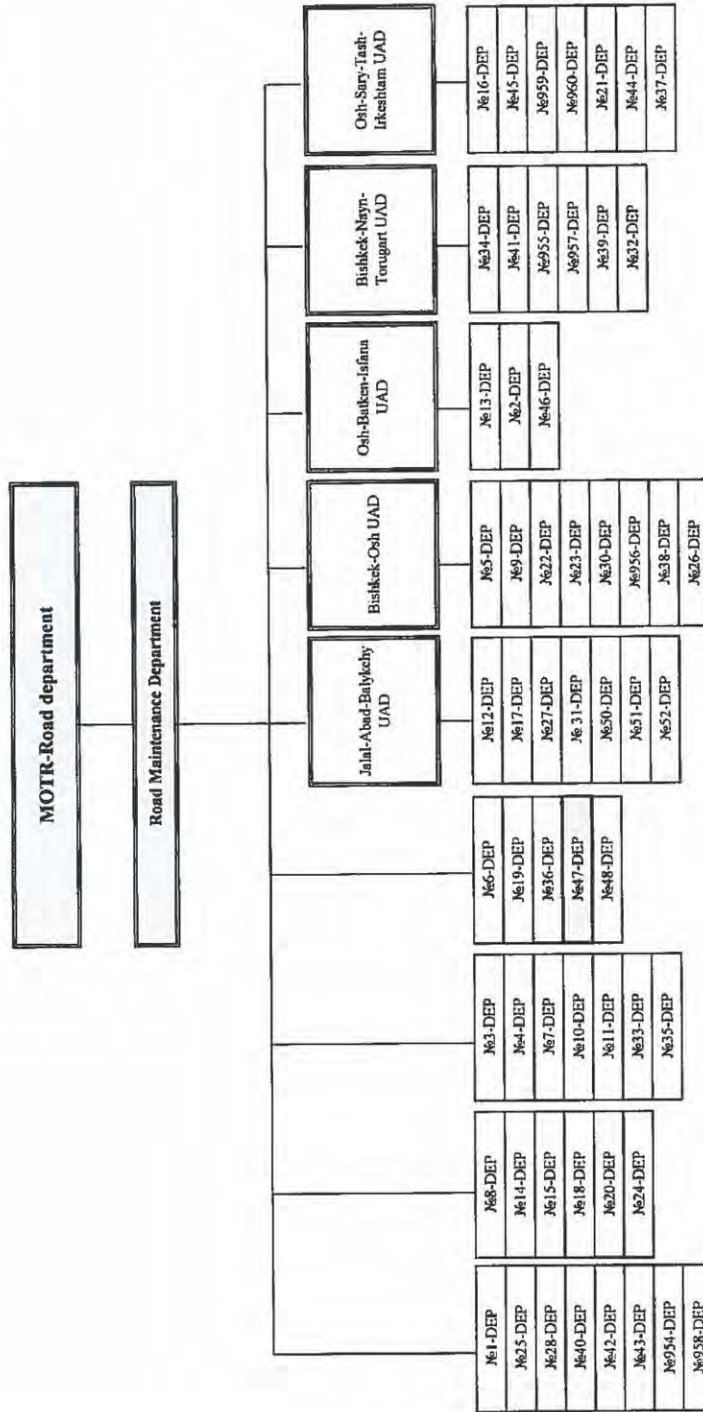 MOTR-Road department
Road Maintenance Department
Jalal-Abad-Balykchy
UAD
Bishkek-Osh UAD
Osh-Batken-Isfana
UAD
Bishkek-Nayn-
Torugart UAD
Osh-Sary-Tash-
Irkeshtam UAD
№1-DEP
№25-DEP
№28-DEP
№40-DEP
№42-DEP
№43-DEP
№954-DEP
№958-DEP
№8-DEP
№14-DEP
№15-DEP
№18-DEP
№20-DEP
№24-DEP
№3-DEP
№4-DEP
№7-DEP
№10-DEP
№11-DEP
№33-DEP
№35-DEP
№6-DEP
№19-DEP
№36-DEP
№47-DEP
№48-DEP
№12-DEP
№17-DEP
№27-DEP
№ 31-DEP
№50-DEP
№51-DEP
№52-DEP
№5-DEP
№9-DEP
№22-DEP
№23-DEP
№30-DEP
№956-DEP
№38-DEP
№26-DEP
№13-DEP
№2-DEP
№46-DEP
№34-DEP
№41-DEP
№955-DEP
№957-DEP
№39-DEP
№32-DEP
№16-DEP
№45-DEP
№959-DEP
№960-DEP
№21-DEP
№44-DEP
№37-DEP